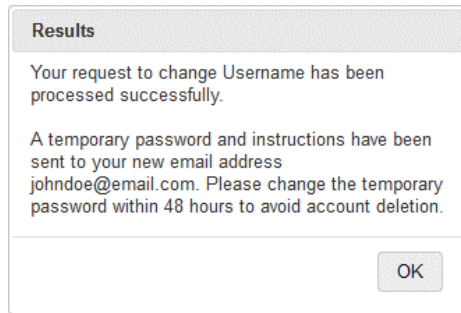 Results
Your request to change Username has been
processed successfully.
A temporary password and instructions have been
sent to your new email address
johndoe@email.com. Please change the temporary
password within 48 hours to avoid account deletion.
OK